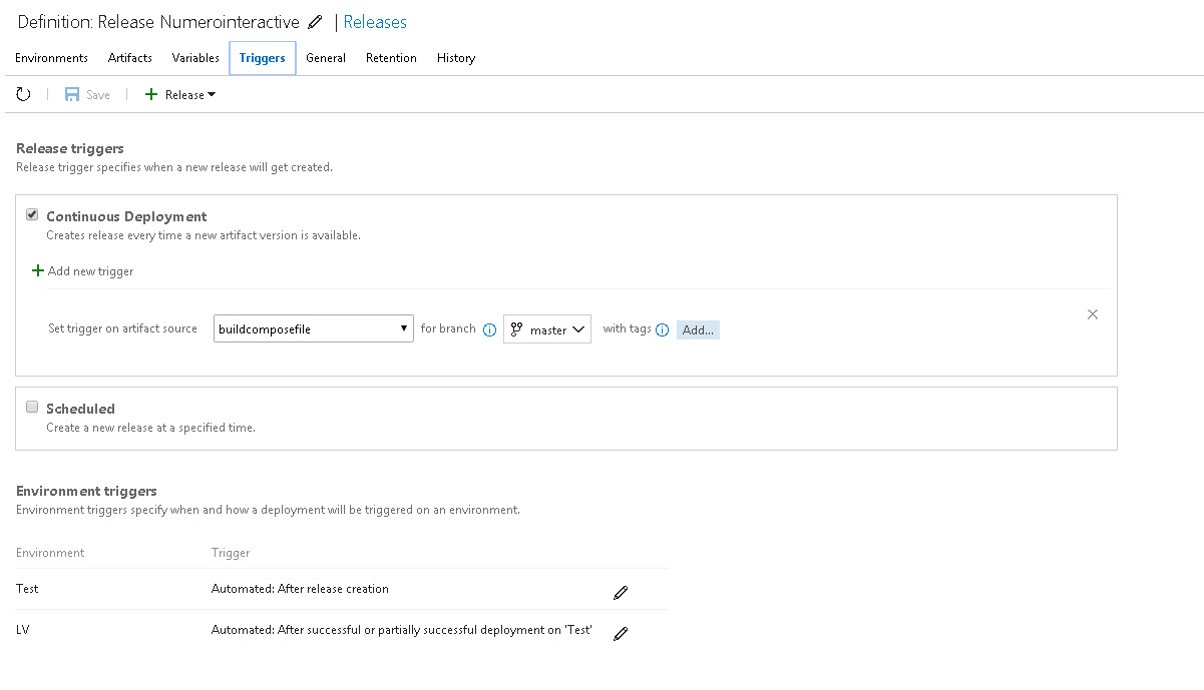 Definition: Release Numerointeractive | Releases
Environments Artifacts Variables Triggers General Retention History
Save Release
Release triggers
Release trigger specifies when a new release will get created.
Continuous Deployment
Creates release every time a new artifact version is available.
Add new trigger
Set trigger on artifact source buildcomposefile for branch master with tags Add...
Scheduled
Create a new release at a specified time.
Environment triggers
Environment triggers specify when and how a deployment will be triggered on an environment.
Environment Trigger
Test Automated: After release creation
LV Automated: After successful or partially successful deployment on 'Test'